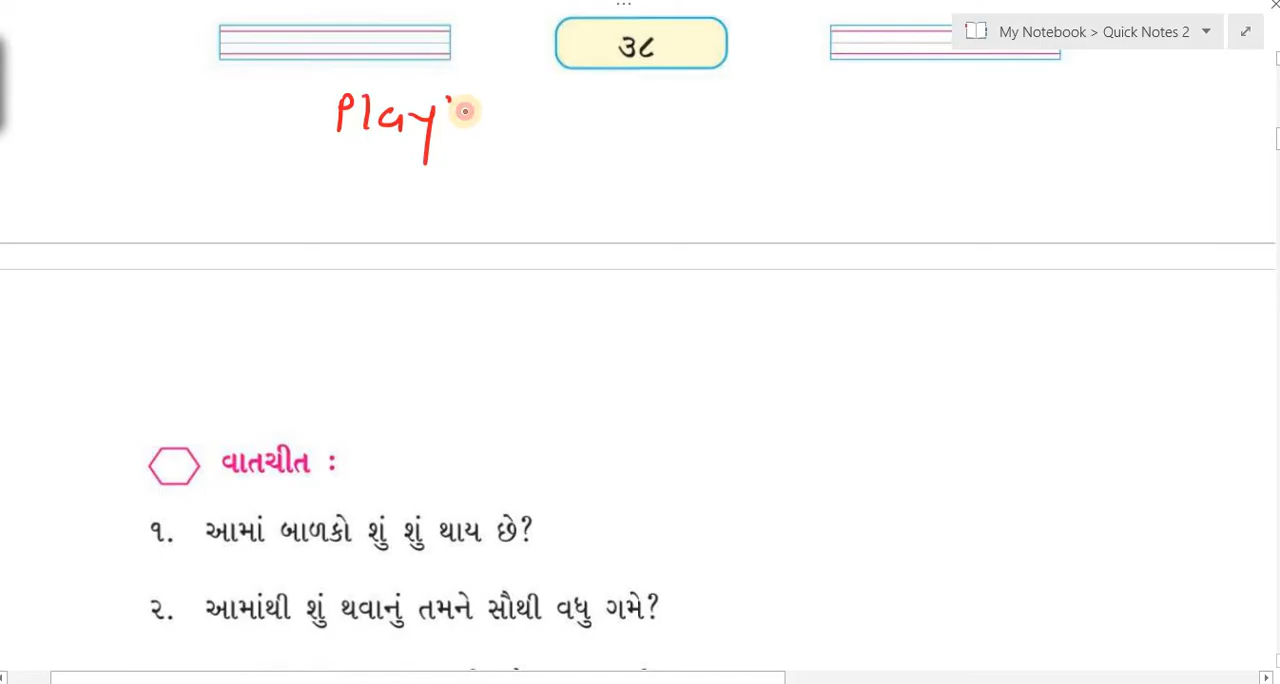 ...
My Notebook > Quick Notes 2
૩૮
Play
વાતચીત :
૧. આમાં બાળકો શું શું થાય છે?
૨. આમાંથી શું થવાનું તમને સૌથી વધુ ગમે?